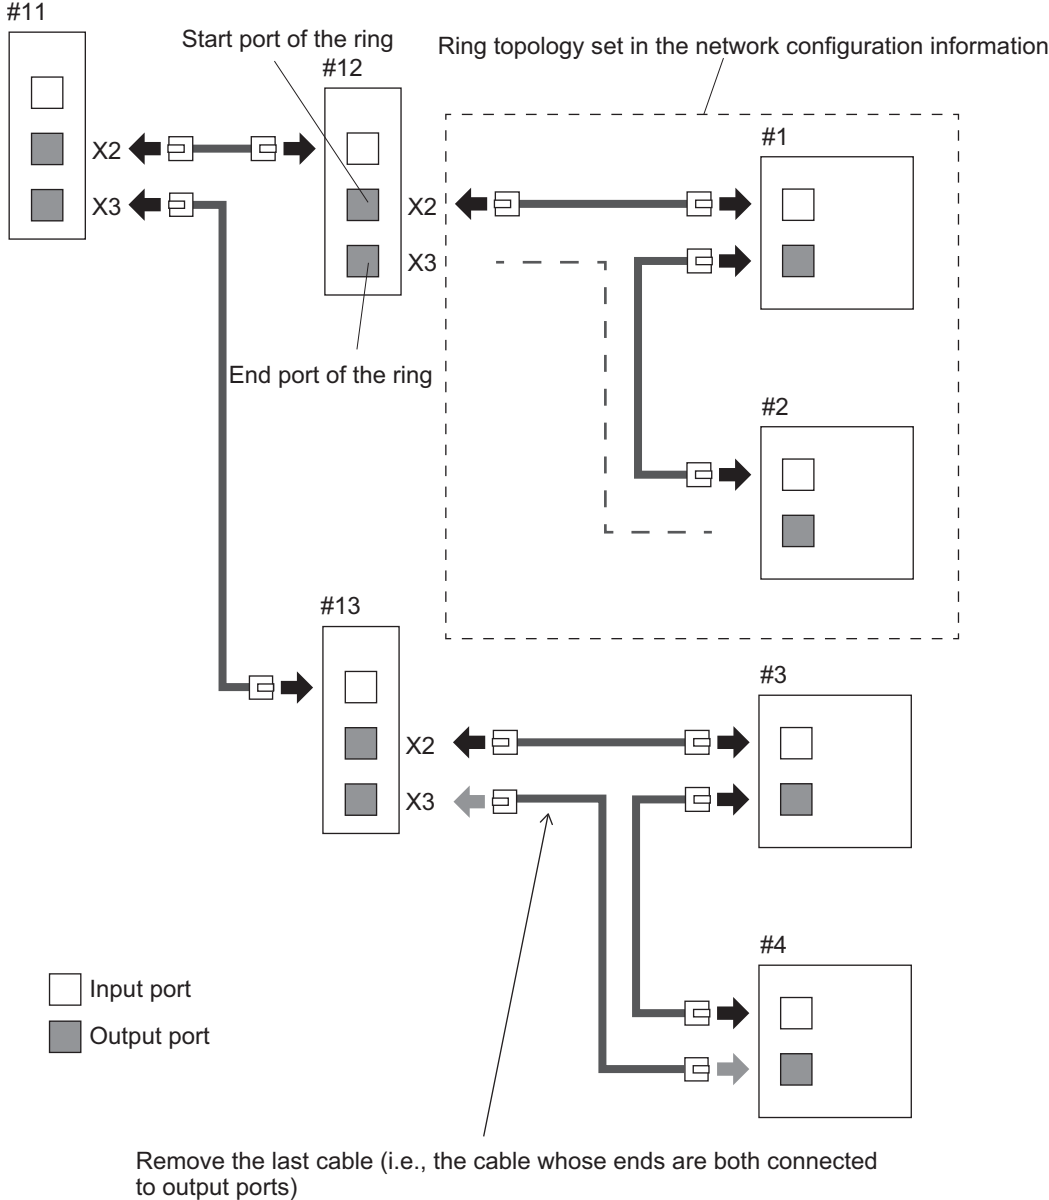 #11
Start port of the ring
#12
Ring topology set in the network configuration information
#1
X2
X3
X2
X3
End port of the ring
#2
#13
#3
X2
X3
#4
Input port
Output port
Remove the last cable (i.e., the cable whose ends are both connected
to output ports)